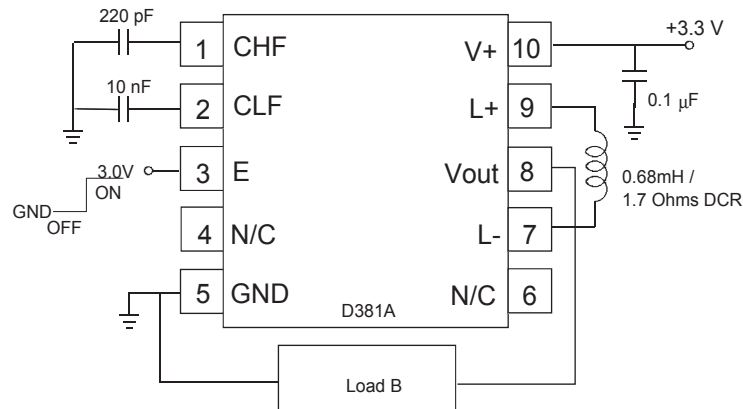 220 pF
1 CHF
10 nF
2 CLF
3.0V
ON
3 E
GND
OFF
4 N/C
5 GND
V+ 10
+3.3 V
0.1 μF
L+ 9
Vout 8
0.68mH /
1.7 Ohms DCR
L- 7
N/C 6
D381A
Load B